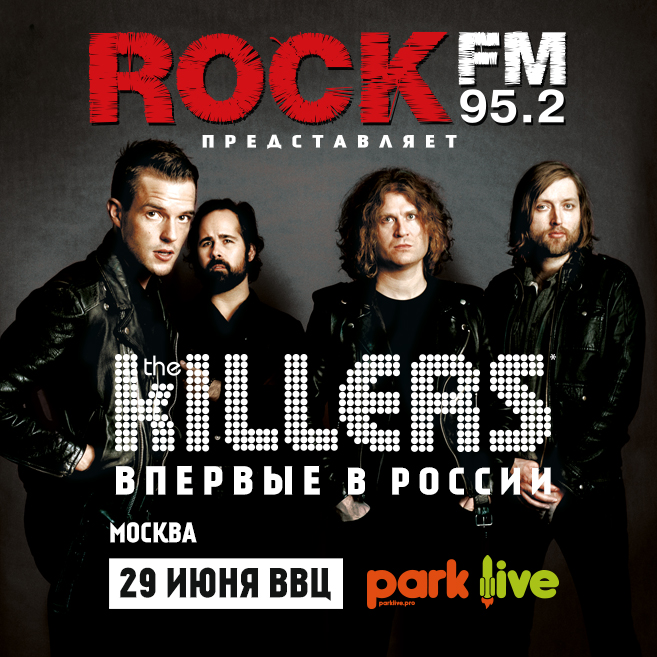 ROCK FM
95.2
ПРЕДСТАВЛЯЕТ
the
KILLERS*
ВПЕРВЫЕ В РОССИИ
МОСКВА
29 ИЮНЯ ВВЦ
park live
parklive.pro